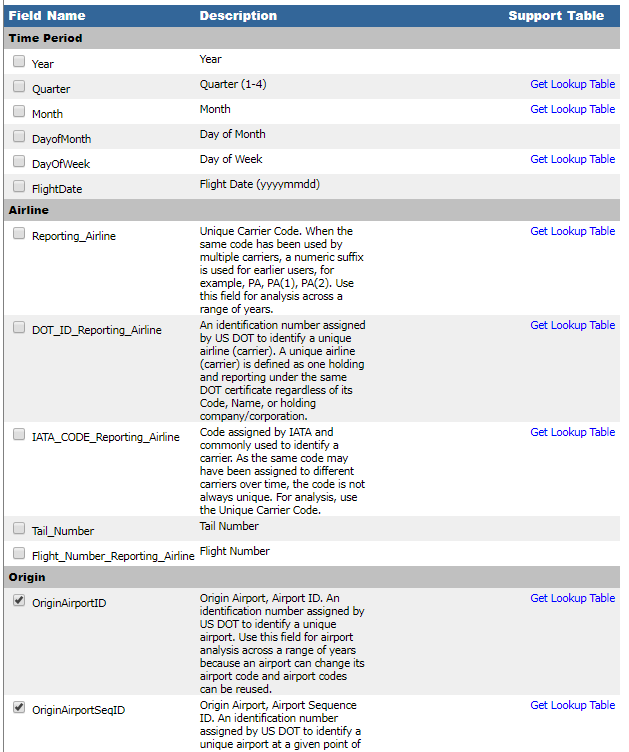 Field Name Description Support Table
Time Period
Year Year
Quarter Quarter (1-4) Get Lookup Table
Month Month Get Lookup Table
DayofMonth Day of Month
DayOfWeek Day of Week Get Lookup Table
FlightDate Flight Date (yyyymmdd)
Airline
Reporting_Airline Unique Carrier Code. When the Get Lookup Table
same code has been used by
multiple carriers, a numeric suffix
is used for earlier users, for
example, PA, PA(1), PA(2). Use
this field for analysis across a
range of years.
DOT_ID_Reporting_Airline An identification number assigned Get Lookup Table
by US DOT to identify a unique
airline (carrier). A unique airline
(carrier) is defined as one holding
and reporting under the same
DOT certificate regardless of its
Code, Name, or holding
company/corporation.
IATA_CODE_Reporting_Airline Code assigned by IATA and Get Lookup Table
commonly used to identify a
carrier. As the same code may
have been assigned to different
carriers over time, the code is not
always unique. For analysis, use
the Unique Carrier Code.
Tail_Number Tail Number
Flight_Number_Reporting_Airline Flight Number
Origin
OriginAirportID Origin Airport, Airport ID. An Get Lookup Table
identification number assigned by
US DOT to identify a unique
airport. Use this field for airport
analysis across a range of years
because an airport can change its
airport code and airport codes
can be reused.
OriginAirportSeqID Origin Airport, Airport Sequence Get Lookup Table
ID. An identification number
assigned by US DOT to identify a
unique airport at a given point of